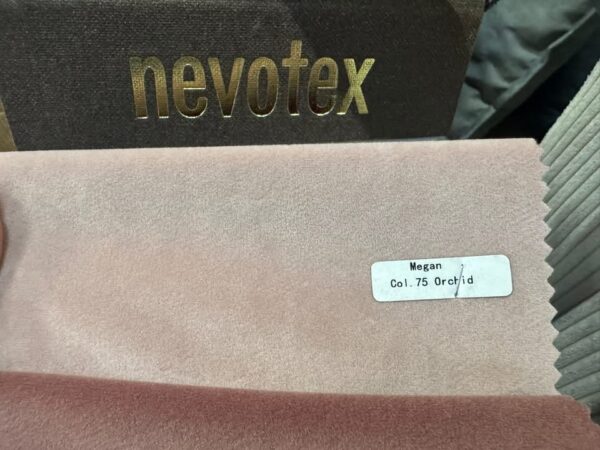 nevotex
Megan
Col.75 Orchid